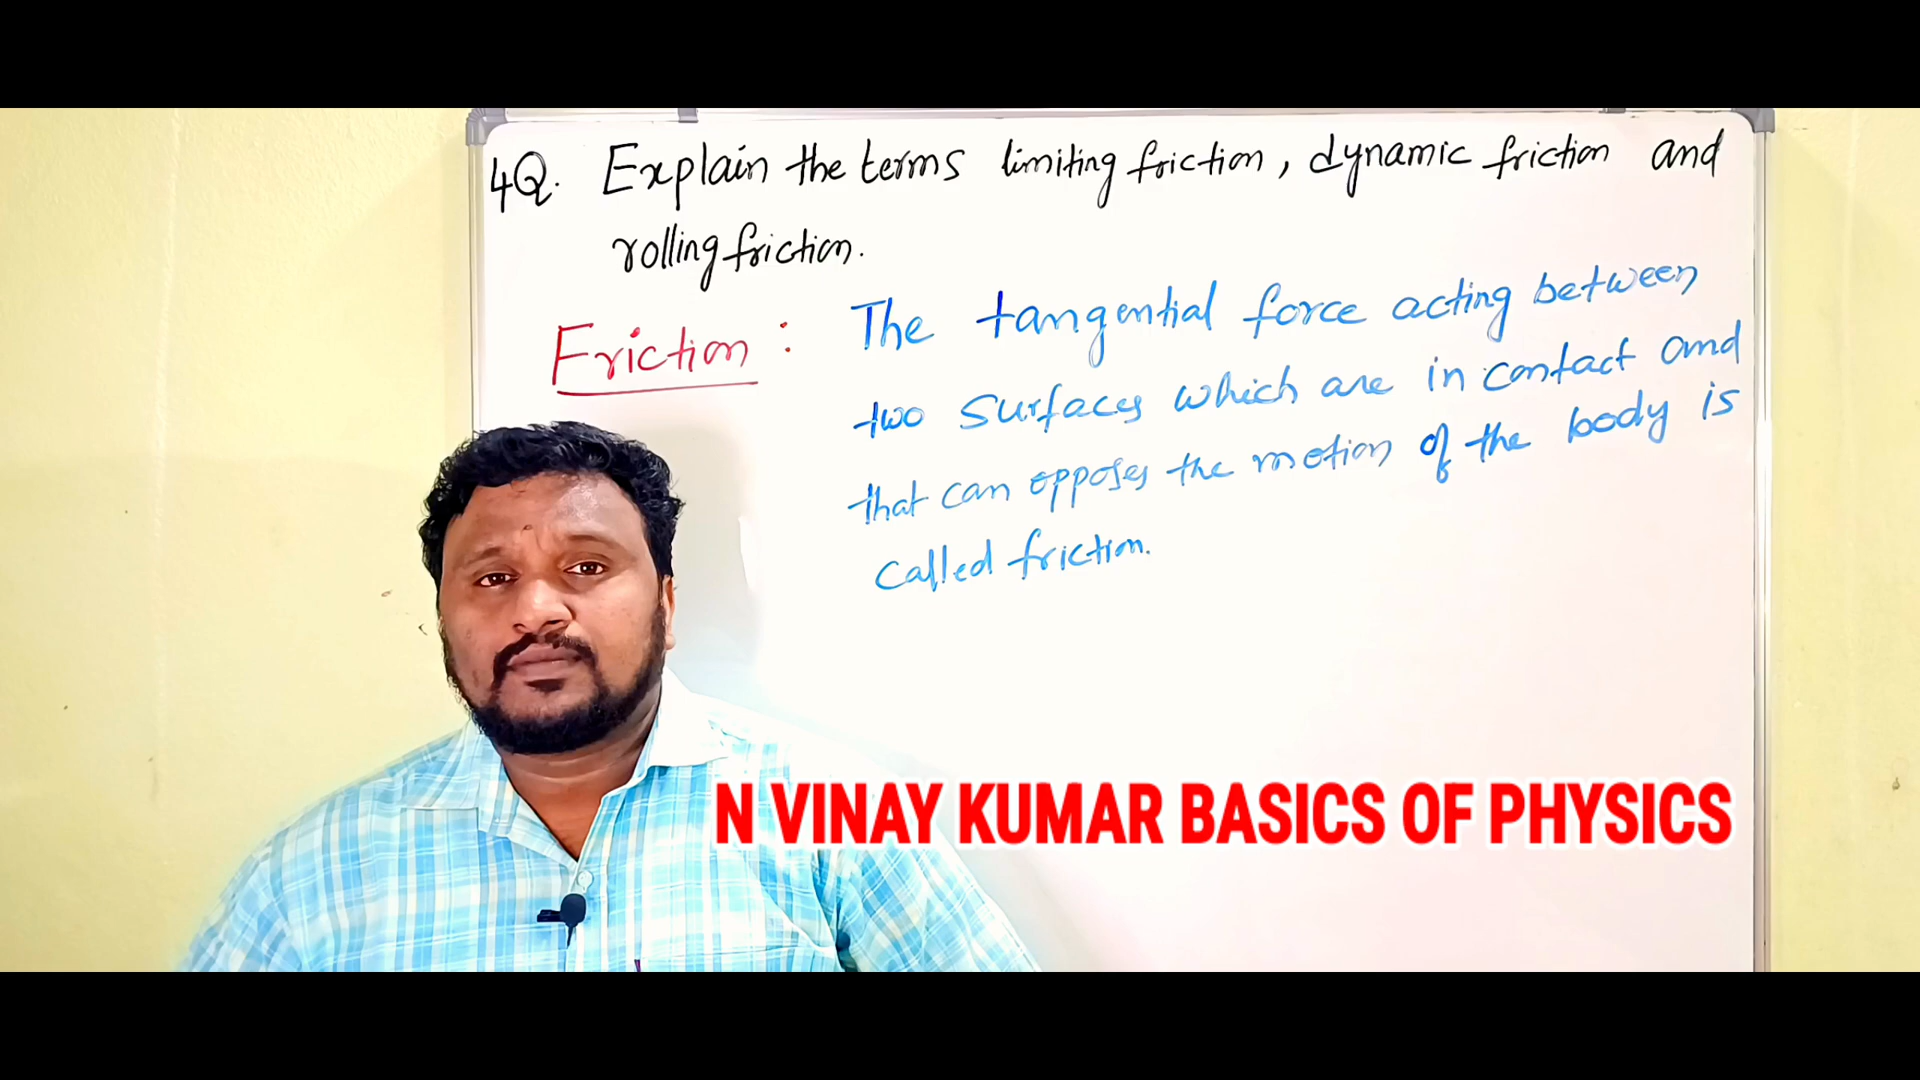 4Q. Explain the terms limiting friction, dynamic friction and
rolling friction.
Friction : The tangential force acting between
two surfaces which are in contact and
that can opposes the motion of the body is
called friction.
N VINAY KUMAR BASICS OF PHYSICS